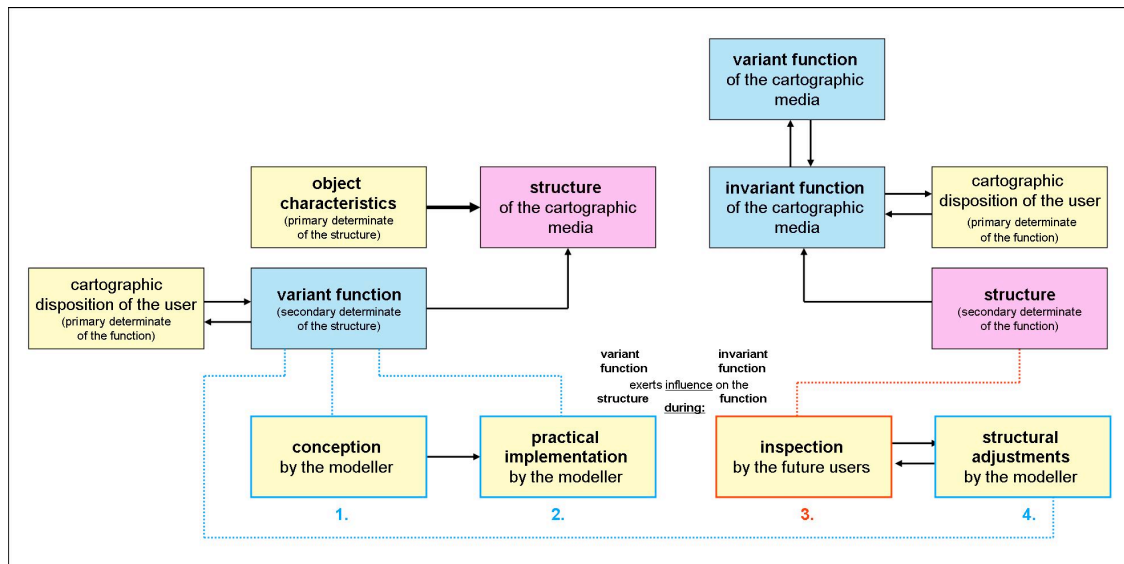 variant function
of the cartographic
media
object
characteristics
(primary determinate
of the structure)
structure
of the cartographic
media
invariant function
of the cartographic
media
cartographic
disposition of the user
(primary determinate
of the function)
cartographic
disposition of the user
(primary determinate
of the function)
variant function
(secondary determinate
of the structure)
structure
(secondary determinate
of the function)
variant
function
invariant
function
exerts influence on the
structure
function
during:
conception
by the modeller
practical
implementation
by the modeller
inspection
by the future users
structural
adjustments
by the modeller
1.
2.
3.
4.